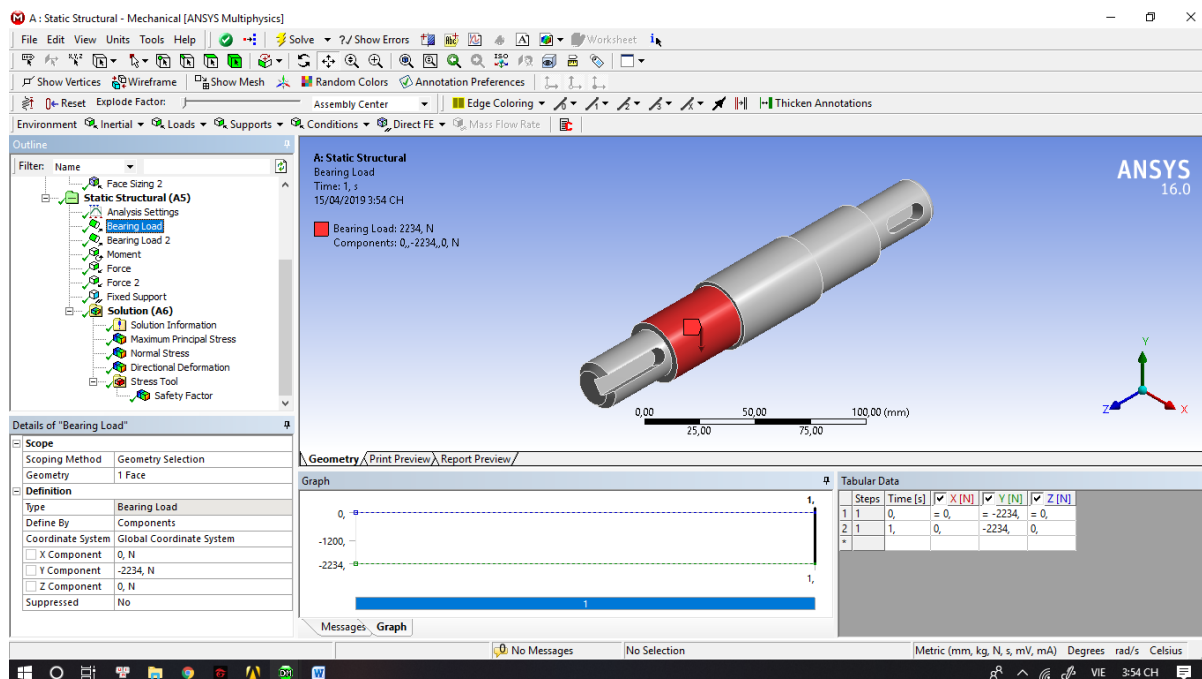 A : Static Structural - Mechanical [ANSYS Multiphysics]
File Edit View Units Tools Help Solve ?/ Show Errors Worksheet
Show Vertices Wireframe Show Mesh Random Colors Annotation Preferences
Reset Explode Factor: Assembly Center Edge Coloring Thicken Annotations
Environment Inertial Loads Supports Conditions Direct FE Mass Flow Rate
Outline
Filter: Name
Face Sizing 2
Static Structural (A5)
Analysis Settings
Bearing Load
Bearing Load 2
Moment
Force
Force 2
Fixed Support
Solution (A6)
Solution Information
Maximum Principal Stress
Normal Stress
Directional Deformation
Stress Tool
Safety Factor
Details of "Bearing Load"
Scope
Scoping Method Geometry Selection
Geometry 1 Face
Definition
Type Bearing Load
Define By Components
Coordinate System Global Coordinate System
X Component 0, N
Y Component -2234, N
Z Component 0, N
Suppressed No
A: Static Structural
Bearing Load
Time: 1, s
15/04/2019 3:54 CH
Bearing Load: 2234, N
Components: 0,,-2234,,0, N
ANSYS
16.0
Y
Z X
0,00 50,00 100,00 (mm)
25,00 75,00
Geometry Print Preview Report Preview
Graph
1,
0,
-1200,
-2234,
1,
1
Messages Graph
Tabular Data
Steps Time [s] X [N] Y [N] Z [N]
1 1 0, = 0, = -2234, = 0,
2 1 1, 0, -2234, 0,
*
No Messages No Selection Metric (mm, kg, N, s, mV, mA) Degrees rad/s Celsius
VIE 3:54 CH